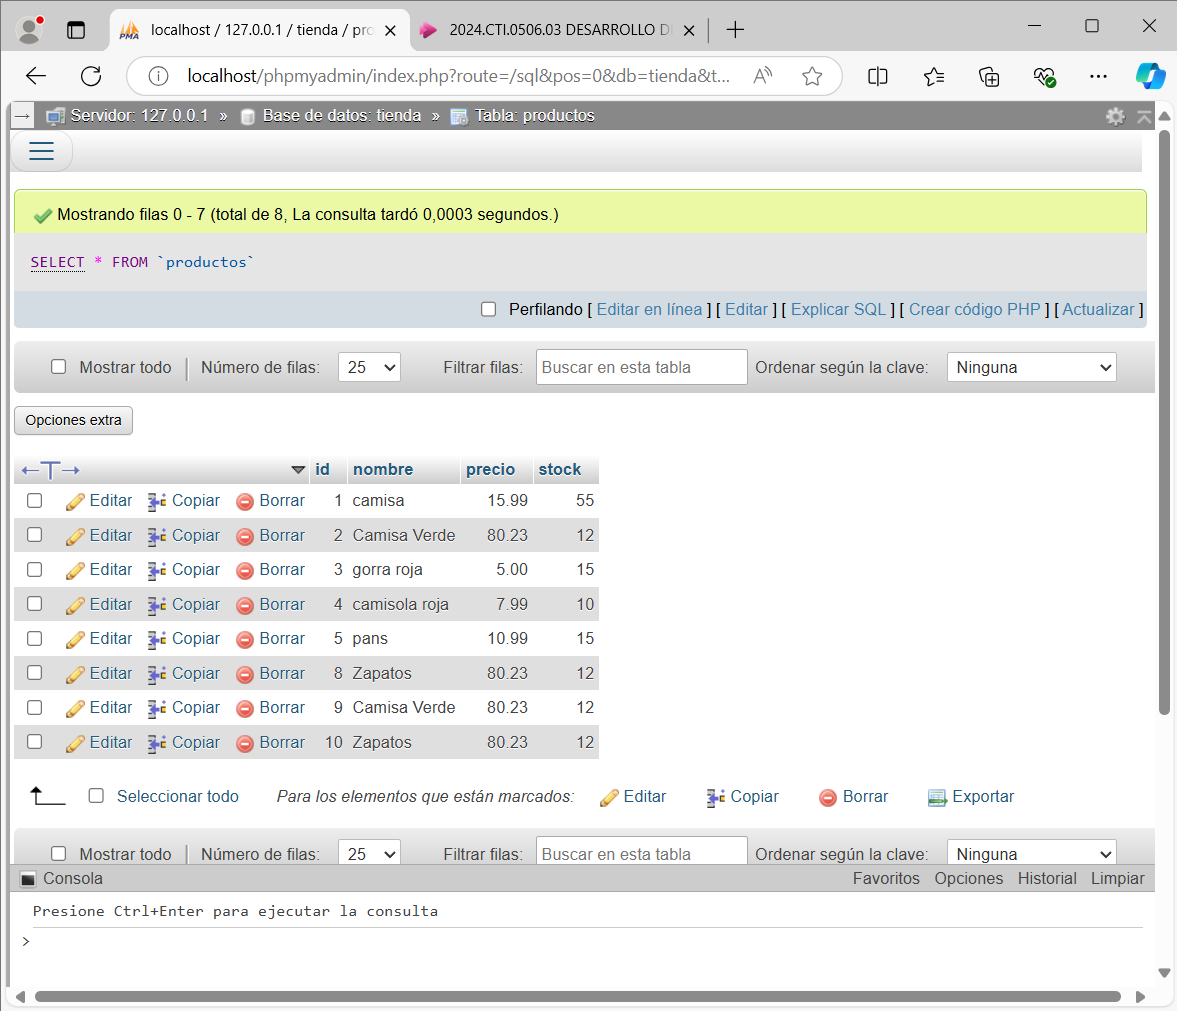 localhost / 127.0.0.1 / tienda / pro
2024.CTI.0506.03 DESARROLLO D
localhost/phpmyadmin/index.php?route=/sql&pos=0&db=tienda&t...
Servidor: 127.0.0.1 » Base de datos: tienda » Tabla: productos
Mostrando filas 0 - 7 (total de 8, La consulta tardó 0,0003 segundos.)
SELECT * FROM `productos`
Perfilando [ Editar en línea ] [ Editar ] [ Explicar SQL ] [ Crear código PHP ] [ Actualizar ]
Mostrar todo Número de filas: 25 Filtrar filas: Buscar en esta tabla Ordenar según la clave: Ninguna
Opciones extra
←T→ id nombre precio stock
Editar Copiar Borrar 1 camisa 15.99 55
Editar Copiar Borrar 2 Camisa Verde 80.23 12
Editar Copiar Borrar 3 gorra roja 5.00 15
Editar Copiar Borrar 4 camisola roja 7.99 10
Editar Copiar Borrar 5 pans 10.99 15
Editar Copiar Borrar 8 Zapatos 80.23 12
Editar Copiar Borrar 9 Camisa Verde 80.23 12
Editar Copiar Borrar 10 Zapatos 80.23 12
Seleccionar todo Para los elementos que están marcados: Editar Copiar Borrar Exportar
Mostrar todo Número de filas: 25 Filtrar filas: Buscar en esta tabla Ordenar según la clave: Ninguna
Consola Favoritos Opciones Historial Limpiar
Presione Ctrl+Enter para ejecutar la consulta
>